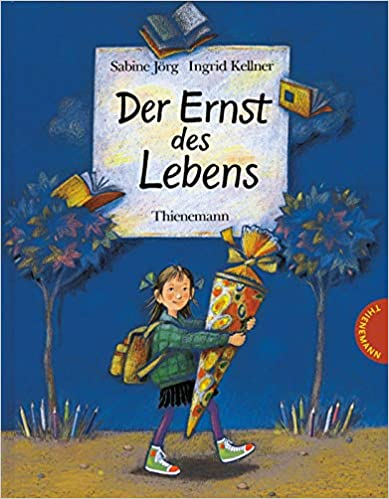 Sabine Jörg Ingrid Kellner
Der Ernst
des
Lebens
Thienemann
THIENEMANN